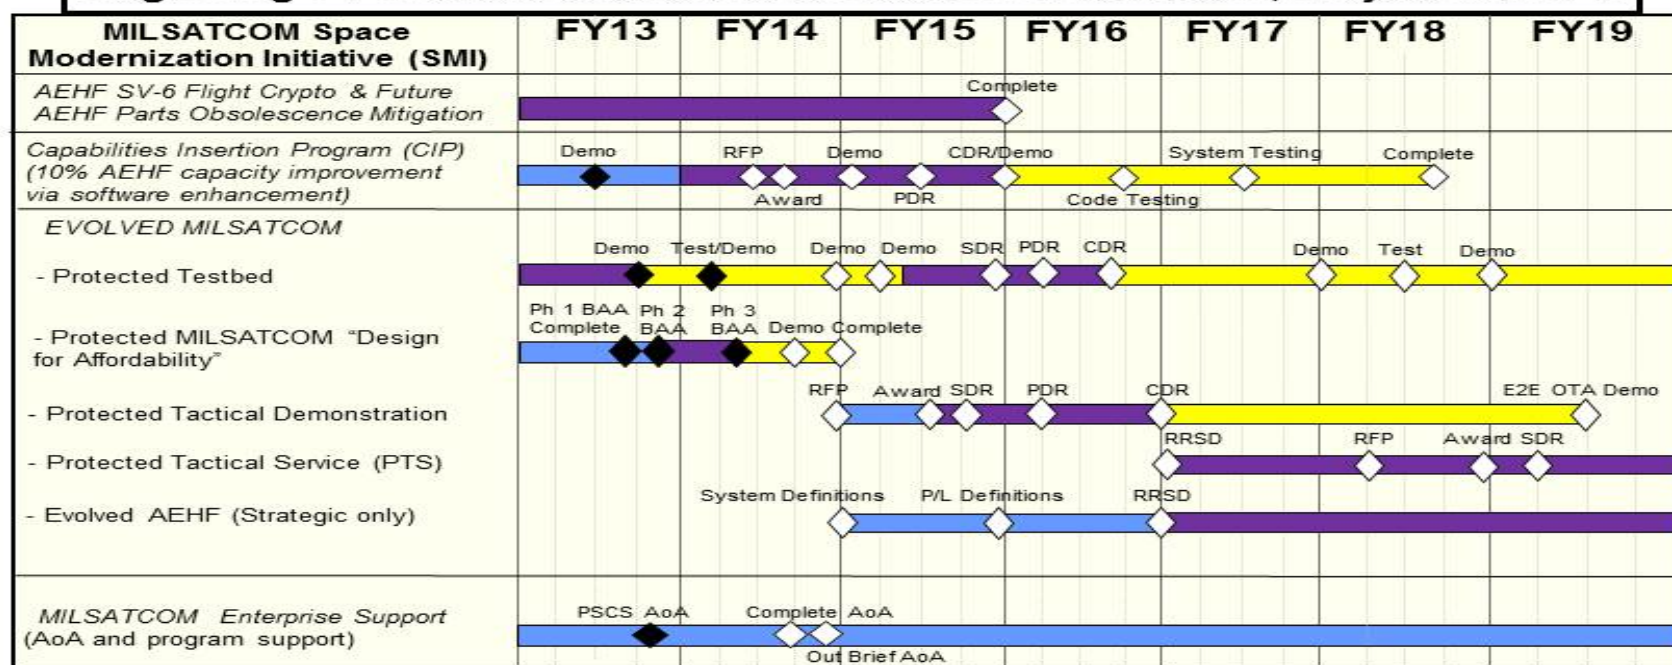 MILSATCOM Space
Modernization Initiative (SMI)
FY13 FY14 FY15 FY16 FY17 FY18 FY19
AEHF SV-6 Flight Crypto & Future
AEHF Parts Obsolescence Mitigation
Complete
Capabilities Insertion Program (CIP)
(10% AEHF capacity improvement
via software enhancement)
Demo RFP Demo CDR/Demo System Testing Complete
Award PDR Code Testing
EVOLVED MILSATCOM
Demo Test/Demo Demo Demo SDR PDR CDR Demo Test Demo
- Protected Testbed
Ph 1 BAA Ph 2 Ph 3
Complete BAA BAA Demo Complete
- Protected MILSATCOM “Design
for Affordability”
RFP Award SDR PDR CDR E2E OTA Demo
- Protected Tactical Demonstration
RRSD RFP Award SDR
- Protected Tactical Service (PTS)
System Definitions P/L Definitions RRSD
- Evolved AEHF (Strategic only)
MILSATCOM Enterprise Support
(AoA and program support)
PSCS AoA Complete AoA
Out Brief AoA